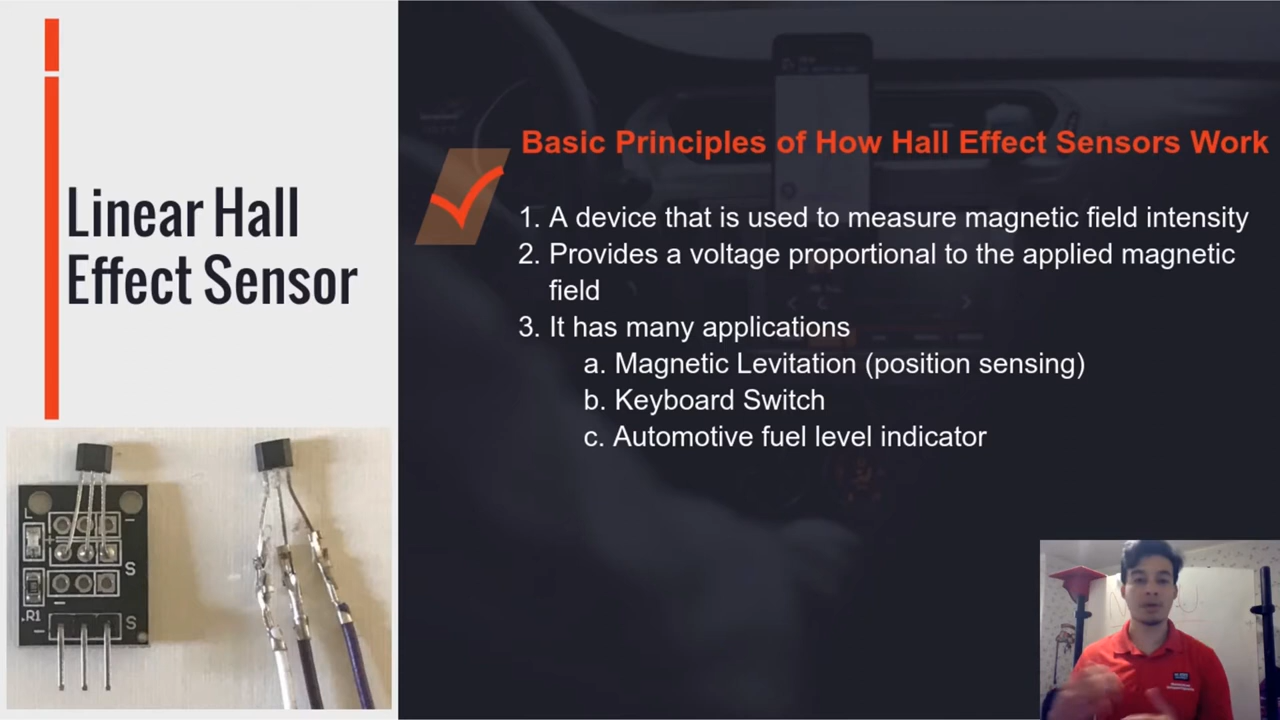 Linear Hall
Effect Sensor
Basic Principles of How Hall Effect Sensors Work
1. A device that is used to measure magnetic field intensity
2. Provides a voltage proportional to the applied magnetic
field
3. It has many applications
a. Magnetic Levitation (position sensing)
b. Keyboard Switch
c. Automotive fuel level indicator
L
-
+
S
-
R1
- S